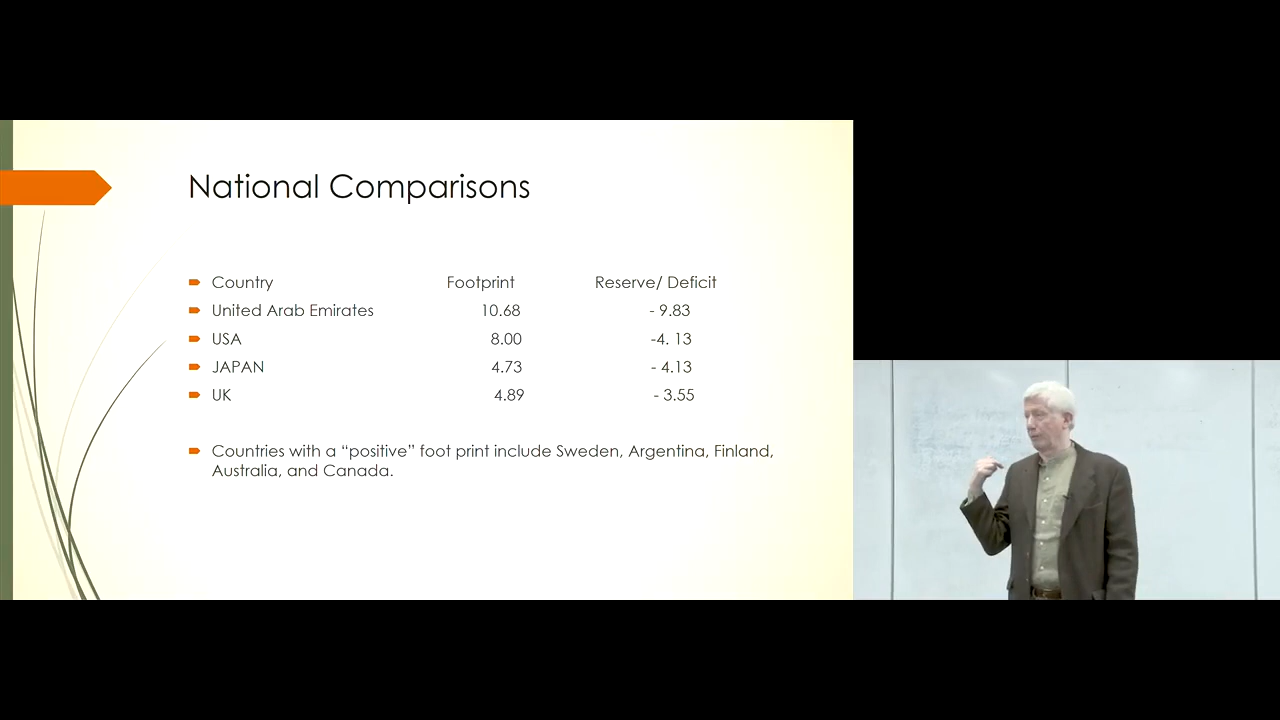 National Comparisons
Country Footprint Reserve/ Deficit
United Arab Emirates 10.68 - 9.83
USA 8.00 -4. 13
JAPAN 4.73 - 4.13
UK 4.89 - 3.55
Countries with a “positive” foot print include Sweden, Argentina, Finland,
Australia, and Canada.